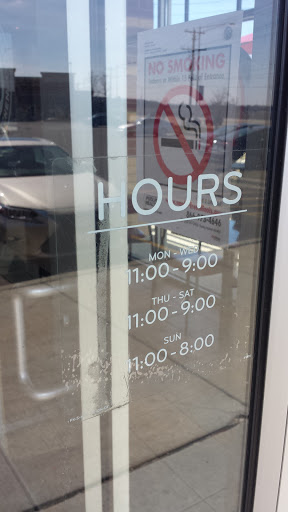 NO SMOKING
HOURS
MON - WED
11:00 - 9:00
THU - SAT
11:00 - 9:00
SUN
11:00 - 8:00